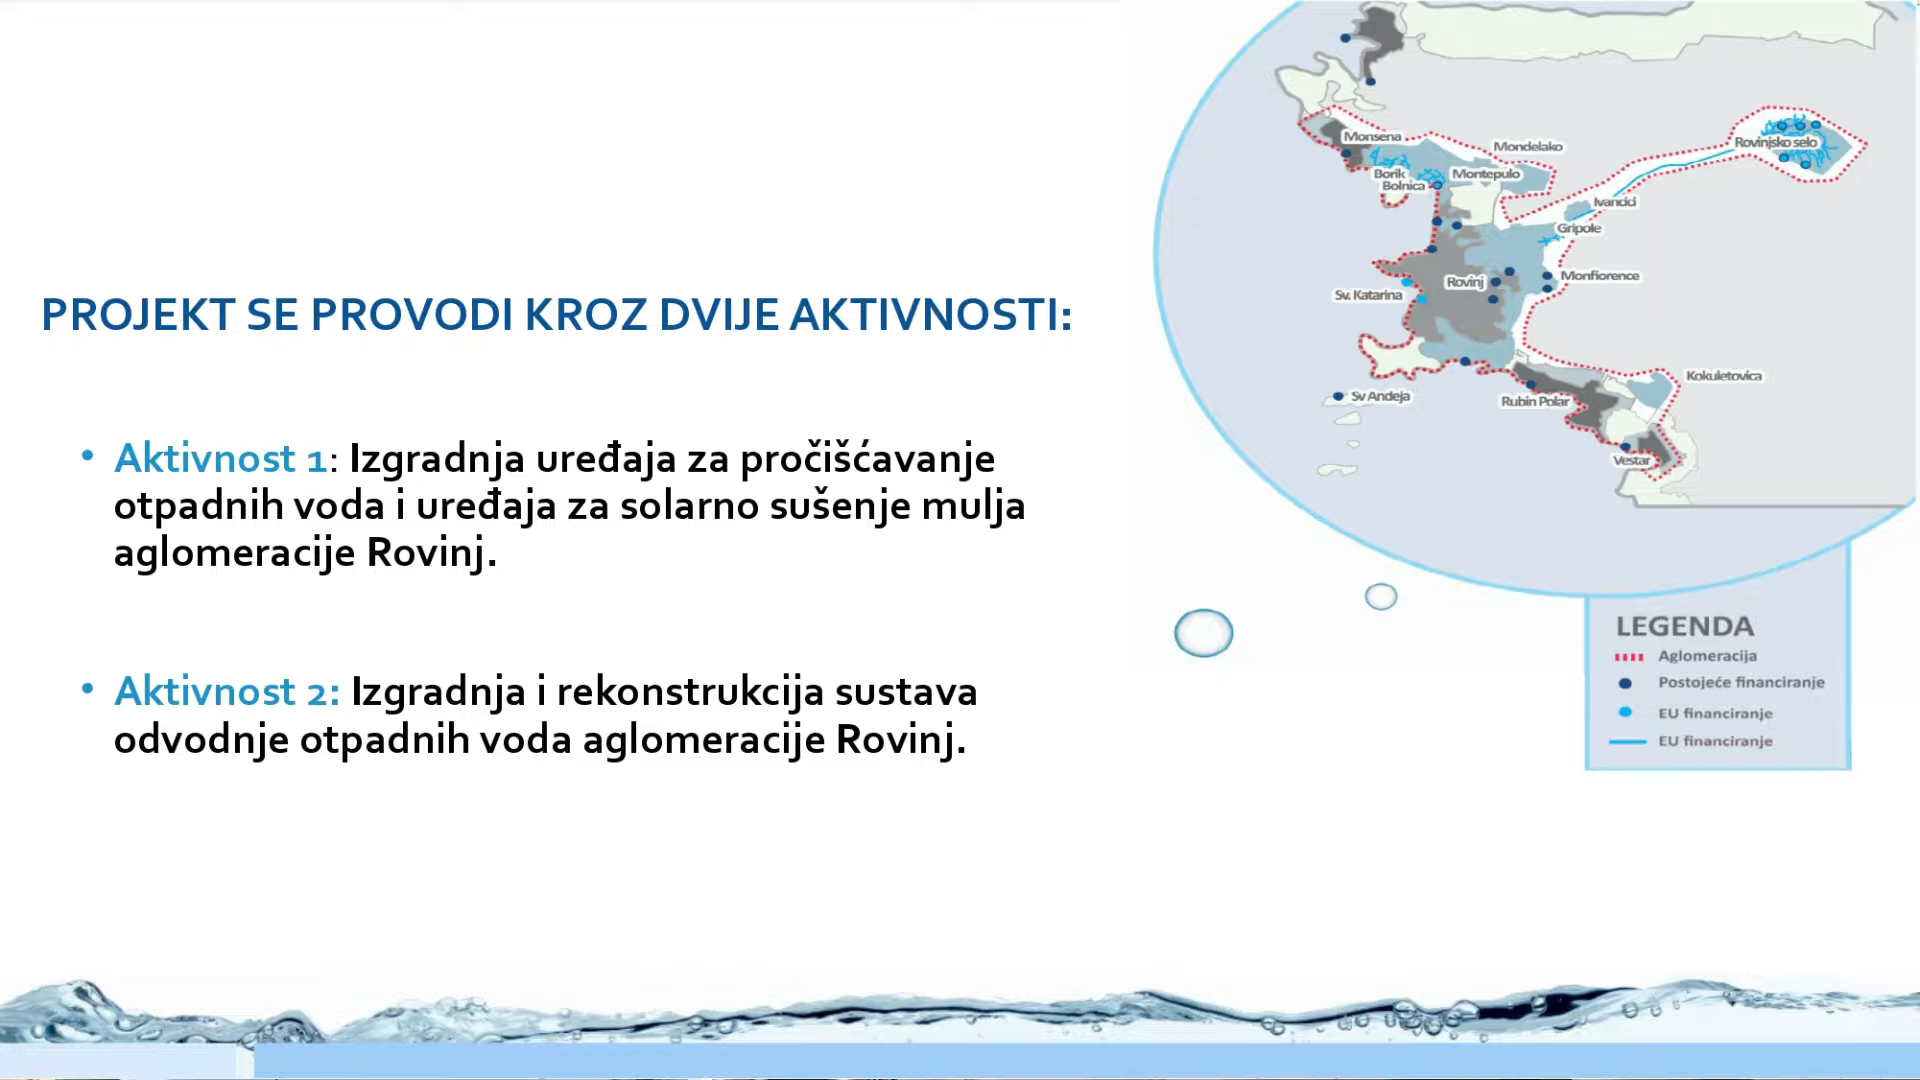 PROJEKT SE PROVODI KROZ DVIJE AKTIVNOSTI:
• Aktivnost 1: Izgradnja uređaja za pročišćavanje
otpadnih voda i uređaja za solarno sušenje mulja
aglomeracije Rovinj.
• Aktivnost 2: Izgradnja i rekonstrukcija sustava
odvodnje otpadnih voda aglomeracije Rovinj.
Monsena
Mondelako
Rovinjsko selo
Borik
Montepulo
Bolnica
Ivancici
Gripole
Monfiorence
Rovinj
Sv. Katarina
Kokuletovica
Sv Andeja
Rubin Polar
Vestar
LEGENDA
Aglomeracija
Postojeće financiranje
EU financiranje
EU financiranje